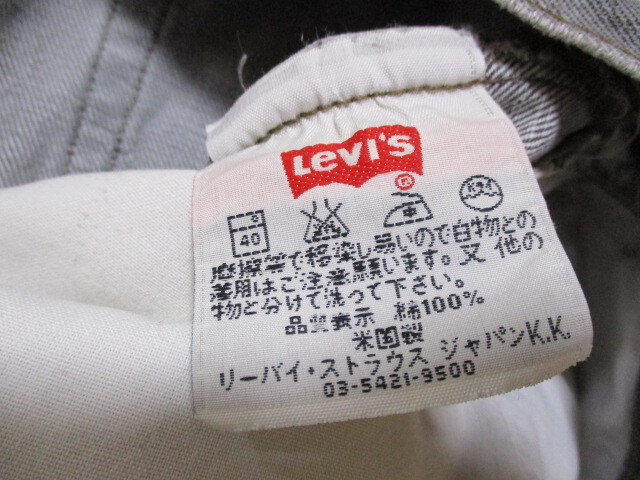 Levi's
40
摩擦等で移染し易いので白物との
着用はご注意願います。又 他の
物と分けて洗って下さい。
品質表示 綿100%
米国製
リーバイ・ストラウス ジャパンK.K.
03-5421-9500